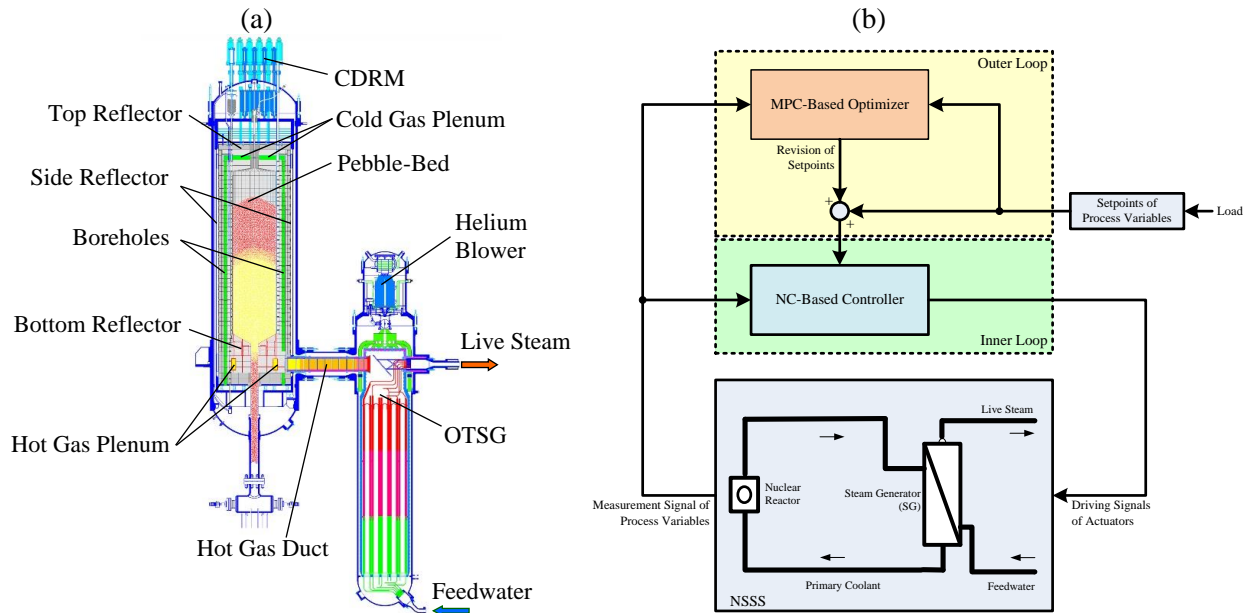 (a)
CDRM
Top Reflector
Cold Gas Plenum
Pebble-Bed
Side Reflector
Boreholes
Helium
Blower
Bottom Reflector
Live Steam
Hot Gas Plenum
OTSG
Hot Gas Duct
Feedwater
(b)
Outer Loop
MPC-Based Optimizer
Revision of
Setpoints
+
+
Setpoints of
Process Variables
Load
NC-Based Controller
Inner Loop
Live Steam
Nuclear
Reactor
Steam Generator
(SG)
Measurement Signal of
Process Variables
Driving Signals
of Actuators
Primary Coolant
Feedwater
NSSS